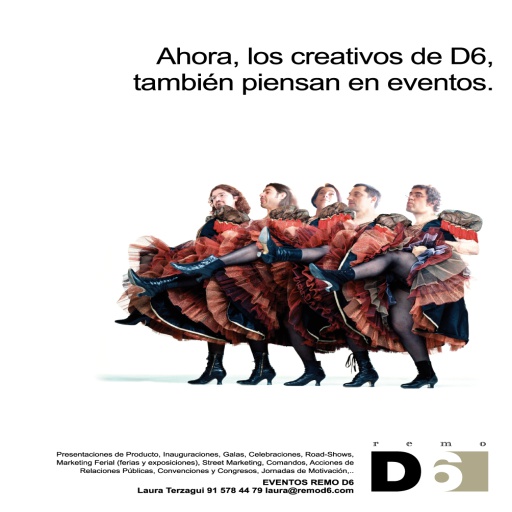 Ahora, los creativos de D6,
también piensan en eventos.
Presentaciones de Producto, Inauguraciones, Galas, Celebraciones, Road-Shows,
Marketing Ferial (ferias y exposiciones), Street Marketing, Comandos, Acciones de
Relaciones Públicas, Convenciones y Congresos, Jornadas de Motivación,..
EVENTOS REMO D6
Laura Terzagui 91 578 44 79 laura@remod6.com
remo
D6